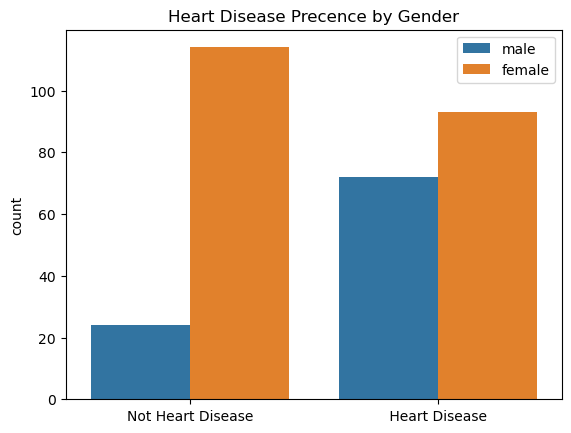 Heart Disease Precence by Gender
male
female
count
100
80
60
40
20
0
Not Heart Disease
Heart Disease